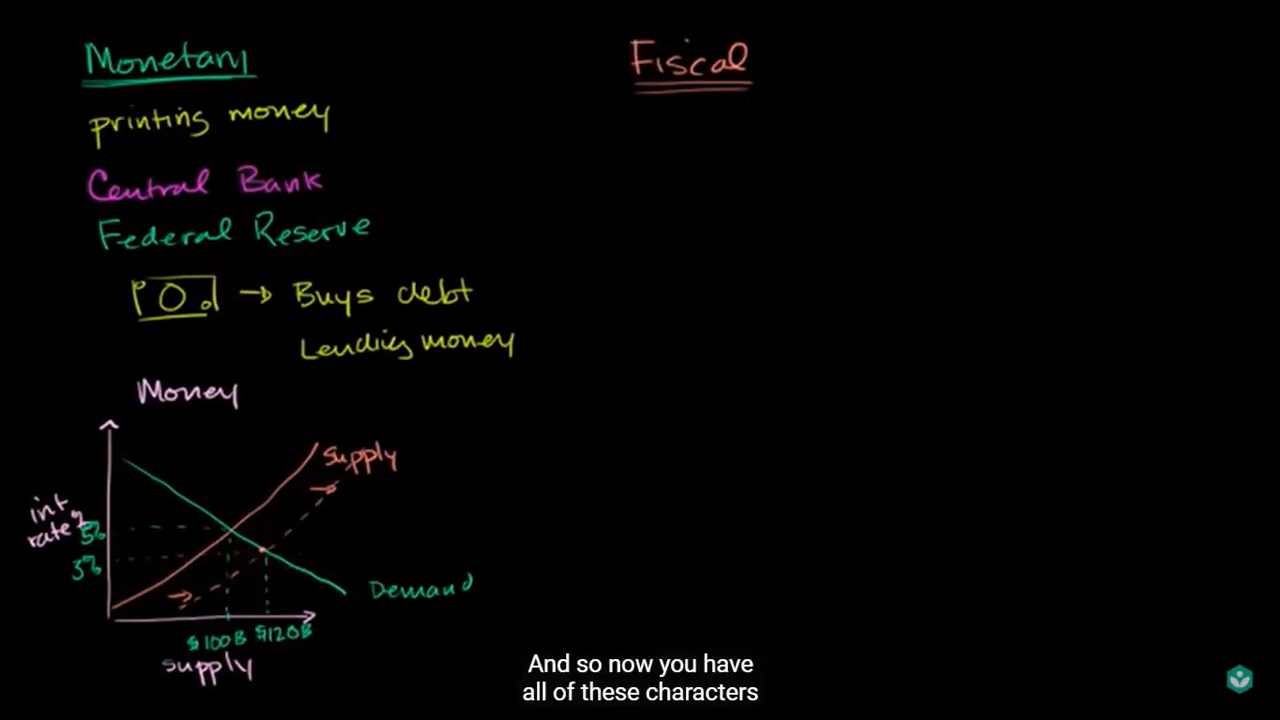 Monetary
Fiscal
printing money
Central Bank
Federal Reserve
→ Buys debt
Lending money
Money
supply
int
rate %
5%
3%
Demand
$100B $120B
supply
And so now you have
all of these characters